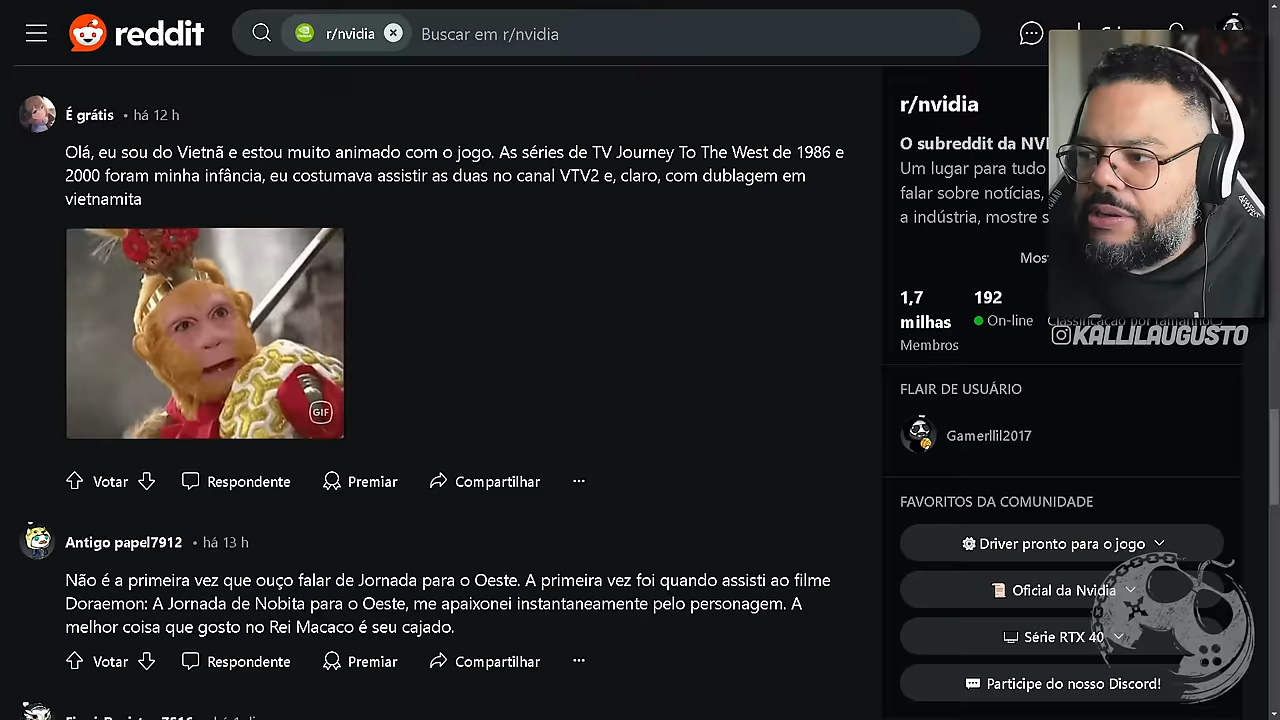 reddit
r/nvidia
Buscar em r/nvidia
É grátis • há 12 h
Olá, eu sou do Vietnã e estou muito animado com o jogo. As séries de TV Journey To The West de 1986 e
2000 foram minha infância, eu costumava assistir as duas no canal VTV2 e, claro, com dublagem em
vietnamita
GIF
Votar
Respondente
Premiar
Compartilhar
Antigo papel7912 • há 13 h
Não é a primeira vez que ouço falar de Jornada para o Oeste. A primeira vez foi quando assisti ao filme
Doraemon: A Jornada de Nobita para o Oeste, me apaixonei instantaneamente pelo personagem. A
melhor coisa que gosto no Rei Macaco é seu cajado.
Votar
Respondente
Premiar
Compartilhar
r/nvidia
O subreddit da
Um lugar para tudo
falar sobre notícias,
a indústria, mostre
1,7
milhas
Membros
192
On-line
Classificação por tamanho
KALLILAUGUSTO
FLAIR DE USUÁRIO
Gamerllil2017
FAVORITOS DA COMUNIDADE
Driver pronto para o jogo
Oficial da Nvidia
Série RTX 40
Participe do nosso Discord!